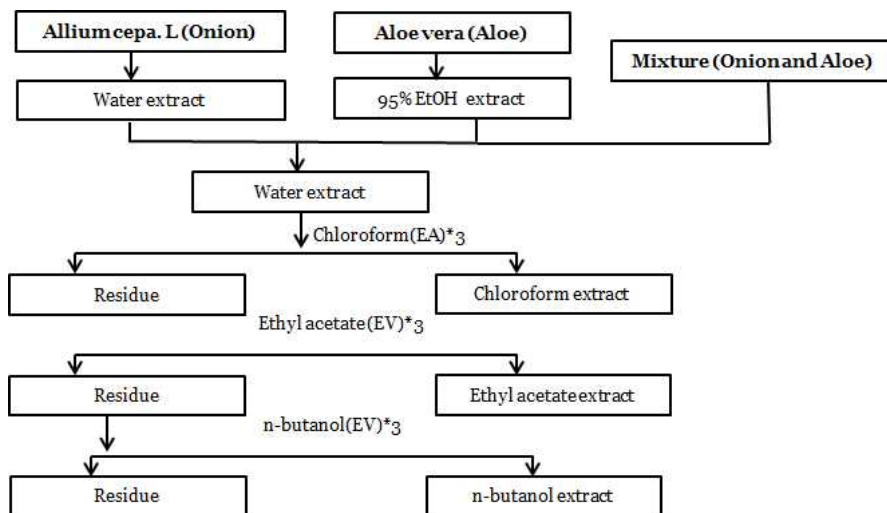 Allium cepa. L (Onion)
Aloe vera (Aloe)
Mixture (Onion and Aloe)
Water extract
95% EtOH extract
Water extract
Chloroform(EA)*3
Residue
Chloroform extract
Ethyl acetate(EV)*3
Residue
Ethyl acetate extract
n-butanol(EV)*3
Residue
n-butanol extract